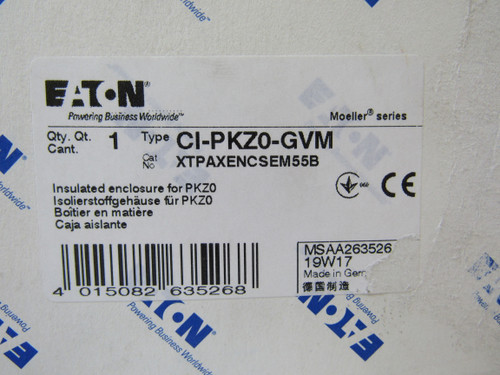 EATON
Powering Business Worldwide™
Moeller® series
Qty. Qt. Cant. 1 Type CI-PKZ0-GVM
Cat No XTPAXENCSEM55B
Insulated enclosure for PKZ0
Isolierstoffgehäuse für PKZ0
Boîtier en matière
Caja aislante
CE
4 015082 635268
MSAA263526
19W17
Made in Germ
德国制造
EATON
Powering Business Worldwide